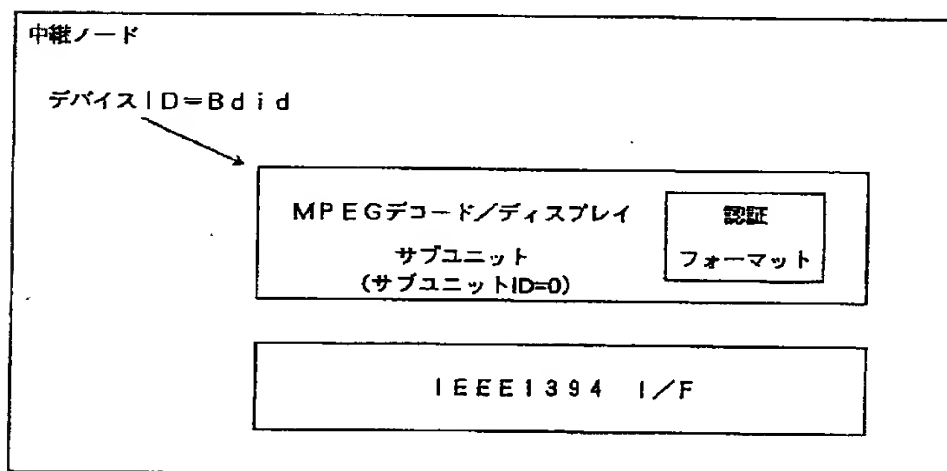 中継ノード
デバイスID=Bdid
MPEGデコード/ディスプレイ
サブユニット
(サブユニットID=0)
認証
フォーマット
IEEE1394 I/F